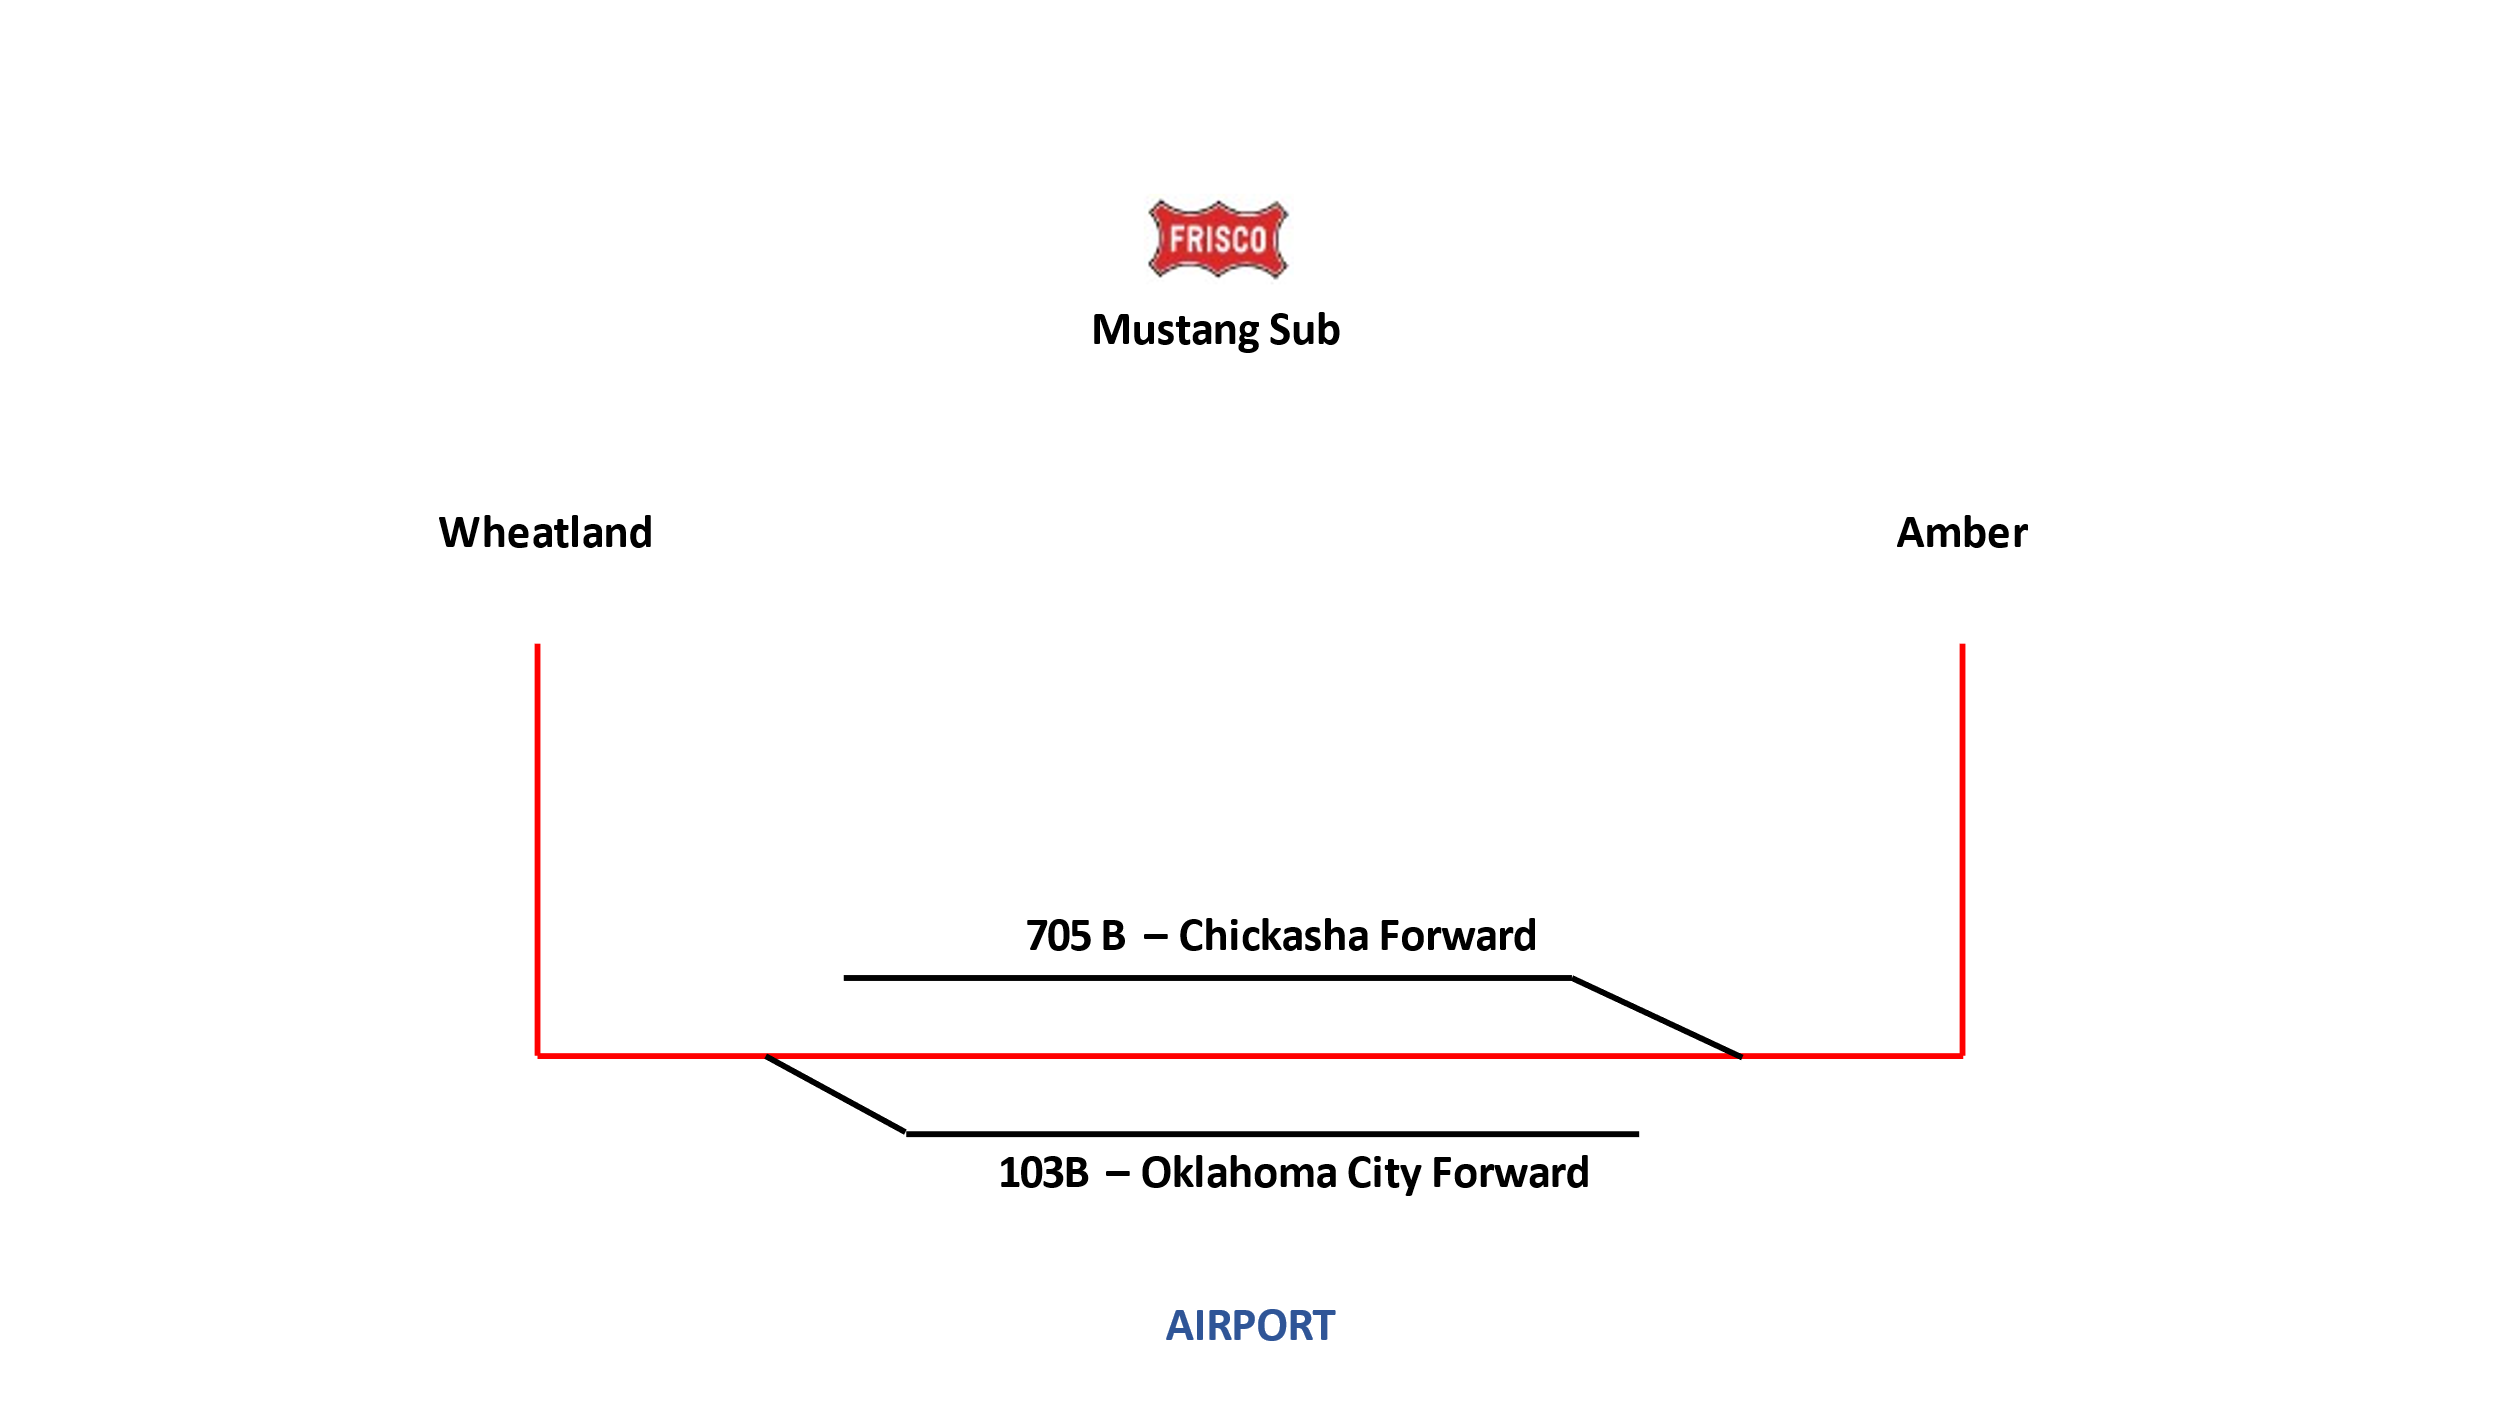 FRISCO
Mustang Sub
Wheatland
Amber
705 B – Chickasha Forward
103B – Oklahoma City Forward
AIRPORT